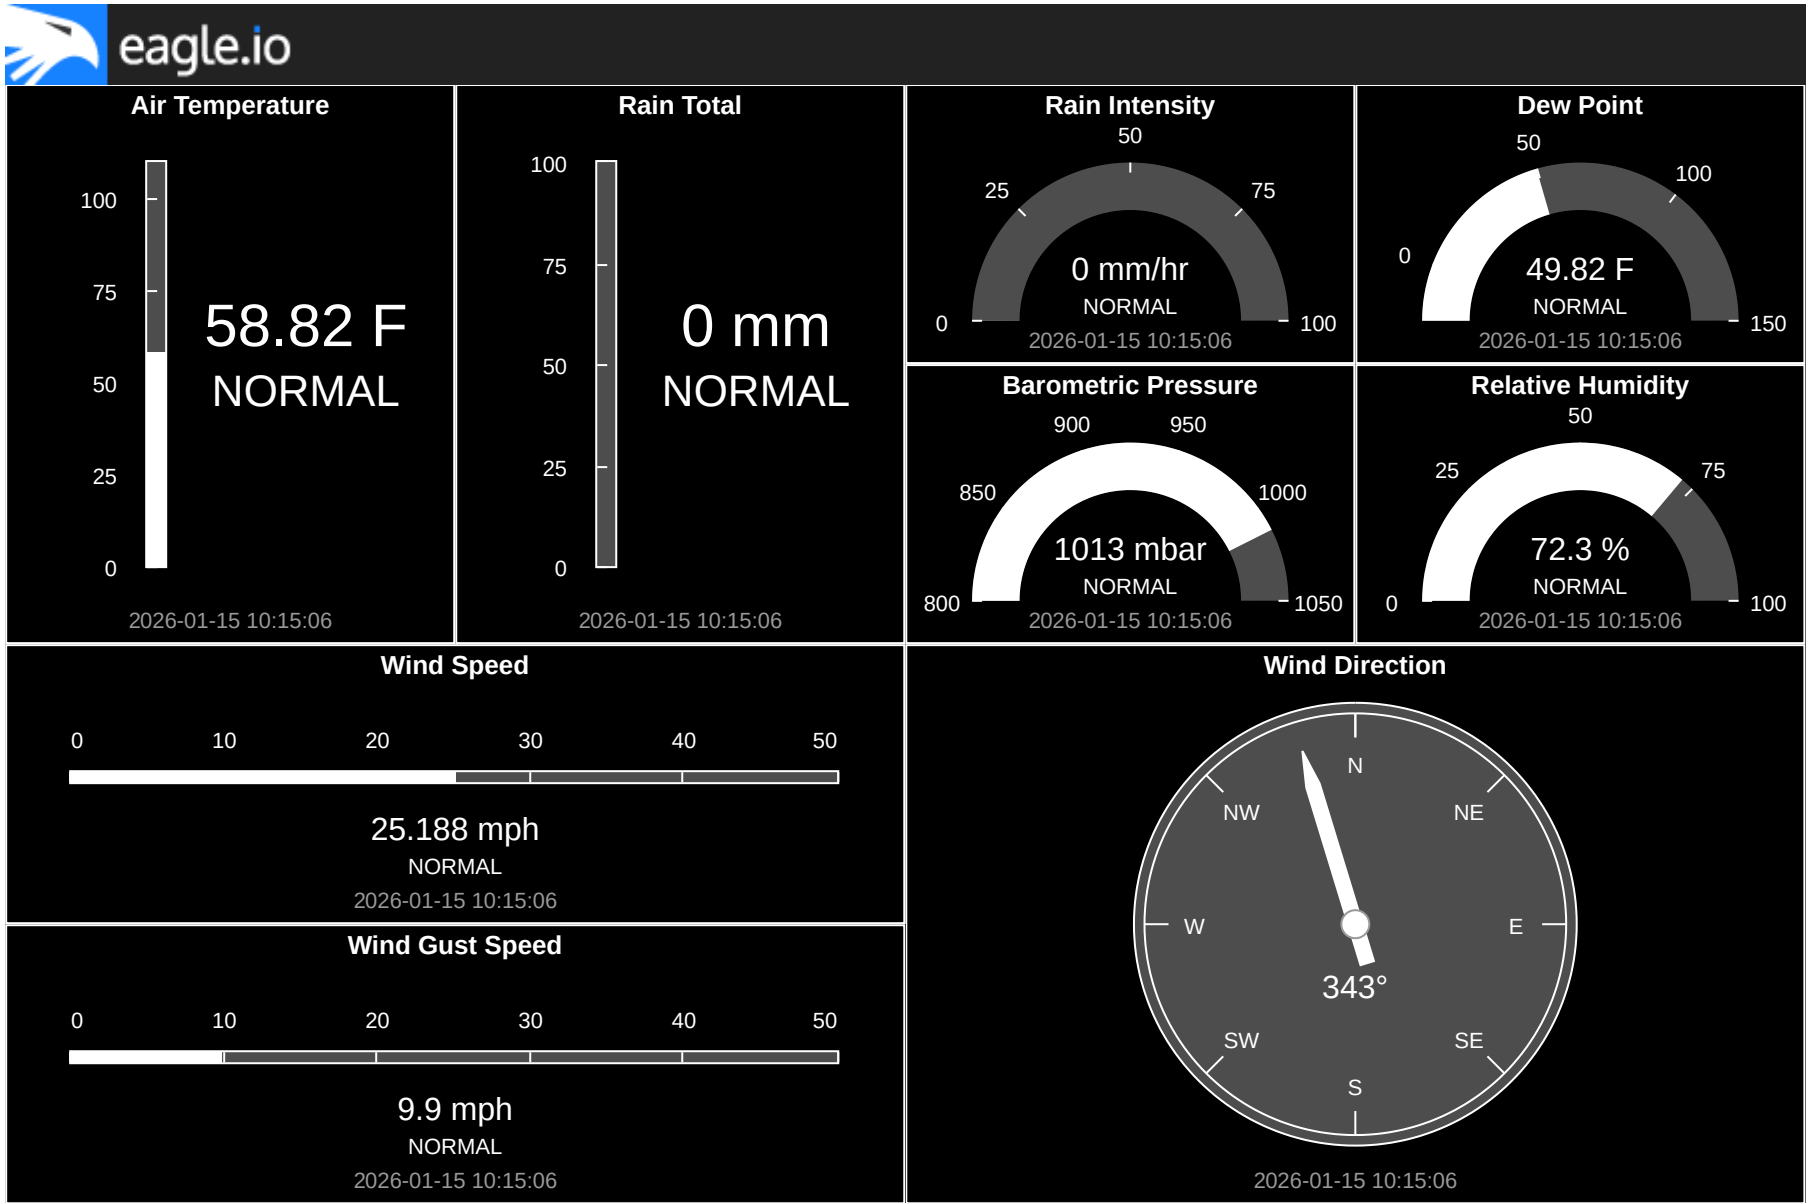 eagle.io
Air Temperature
100
75
50
25
0
58.82 F
NORMAL
2026-01-15 10:15:06
Rain Total
100
75
50
25
0
0 mm
NORMAL
2026-01-15 10:15:06
Rain Intensity
50
25
75
0
100
0 mm/hr
NORMAL
2026-01-15 10:15:06
Dew Point
50
100
0
150
49.82 F
NORMAL
2026-01-15 10:15:06
Barometric Pressure
900
950
850
1000
800
1050
1013 mbar
NORMAL
2026-01-15 10:15:06
Relative Humidity
50
25
75
0
100
72.3 %
NORMAL
2026-01-15 10:15:06
Wind Speed
0 10 20 30 40 50
25.188 mph
NORMAL
2026-01-15 10:15:06
Wind Gust Speed
0 10 20 30 40 50
9.9 mph
NORMAL
2026-01-15 10:15:06
Wind Direction
N
NW
NE
W
E
343°
SW
SE
S
2026-01-15 10:15:06